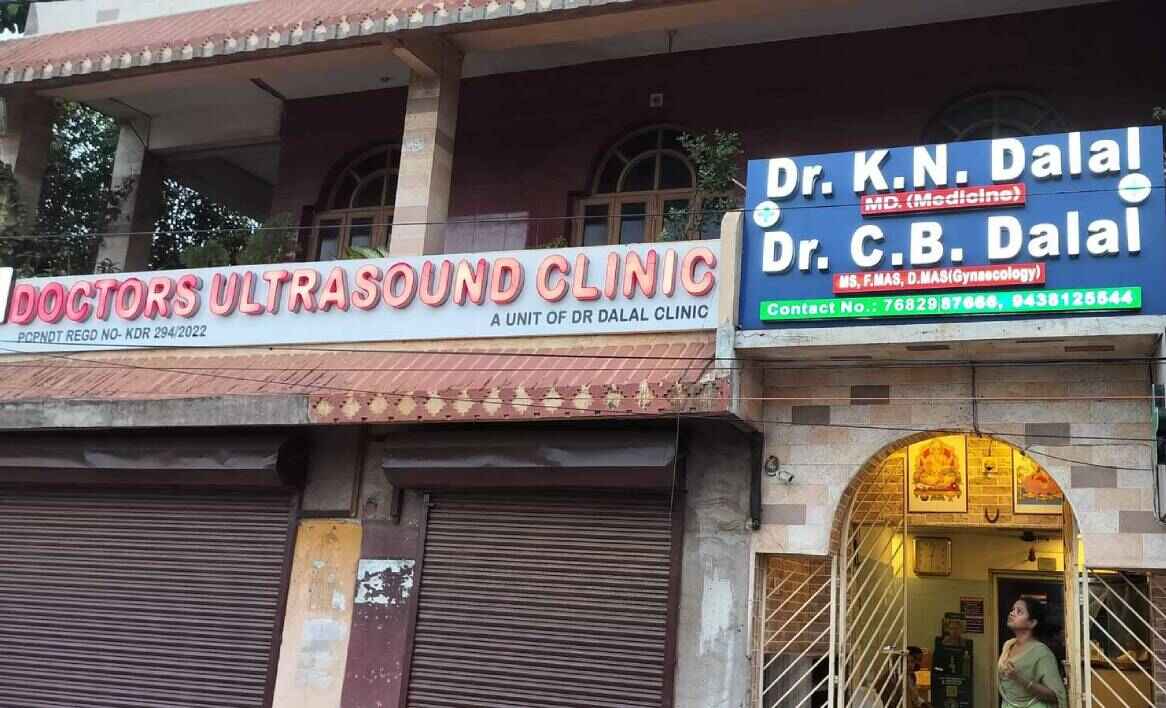 DOCTORS ULTRASOUND CLINIC
PCPNDT REGD NO- KDR 294/2022
A UNIT OF DR DALAL CLINIC
Dr. K.N. Dalal
MD. (Medicine)
Dr. C.B. Dalal
MS, F.MAS, D.MAS(Gynaecology)
Contact No.: 7682987666, 9438125544